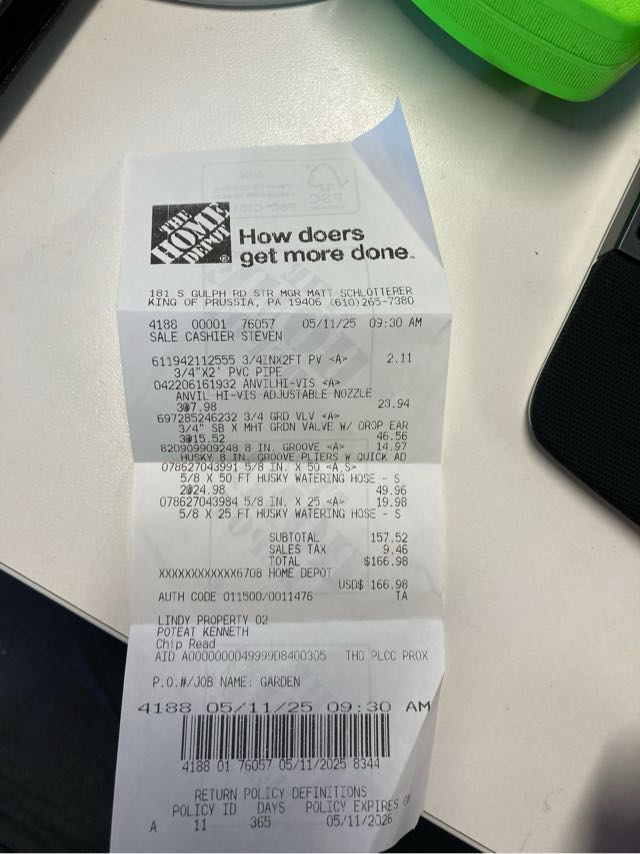 THE
HOME
DEPOT
How doers
get more done.
181 S GULPH RD STR MGR MATT SCHLOTTERER
KING OF PRUSSIA, PA 19406 (610)265-7380
4188 00001 76057 05/11/25 09:30 AM
SALE CASHIER STEVEN
611942112555 3/4INX2FT PV <A> 2.11
3/4"X2' PVC PIPE
042206161932 ANVILHI-VIS <A>
ANVIL HI-VIS ADJUSTABLE NOZZLE
3@7.98 23.94
697285246232 3/4 GRD VLV <A>
3/4" SB X MHT GRDN VALVE W/ DROP EAR
3@15.52 46.56
820909909248 8 IN. GROOVE <A> 14.97
HUSKY 8 IN. GROOVE PLIERS W QUICK AD
078627043991 5/8 IN. X 50 <A,S>
5/8 X 50 FT HUSKY WATERING HOSE - S
2@24.98 49.96
078627043984 5/8 IN. X 25 <A> 19.98
5/8 X 25 FT HUSKY WATERING HOSE - S
SUBTOTAL 157.52
SALES TAX 9.46
TOTAL $166.98
XXXXXXXXXXXX6708 HOME DEPOT
USD$ 166.98
AUTH CODE 011500/0011476 TA
LINDY PROPERTY 02
POTEAT KENNETH
Chip Read
AID A0000000049999D8400305 THD PLCC PROX
P.O.#/JOB NAME: GARDEN
4188 05/11/25 09:30 AM
4188 01 76057 05/11/2025 8344
RETURN POLICY DEFINITIONS
POLICY ID DAYS POLICY EXPIRES ON
A 11 365 05/11/2026